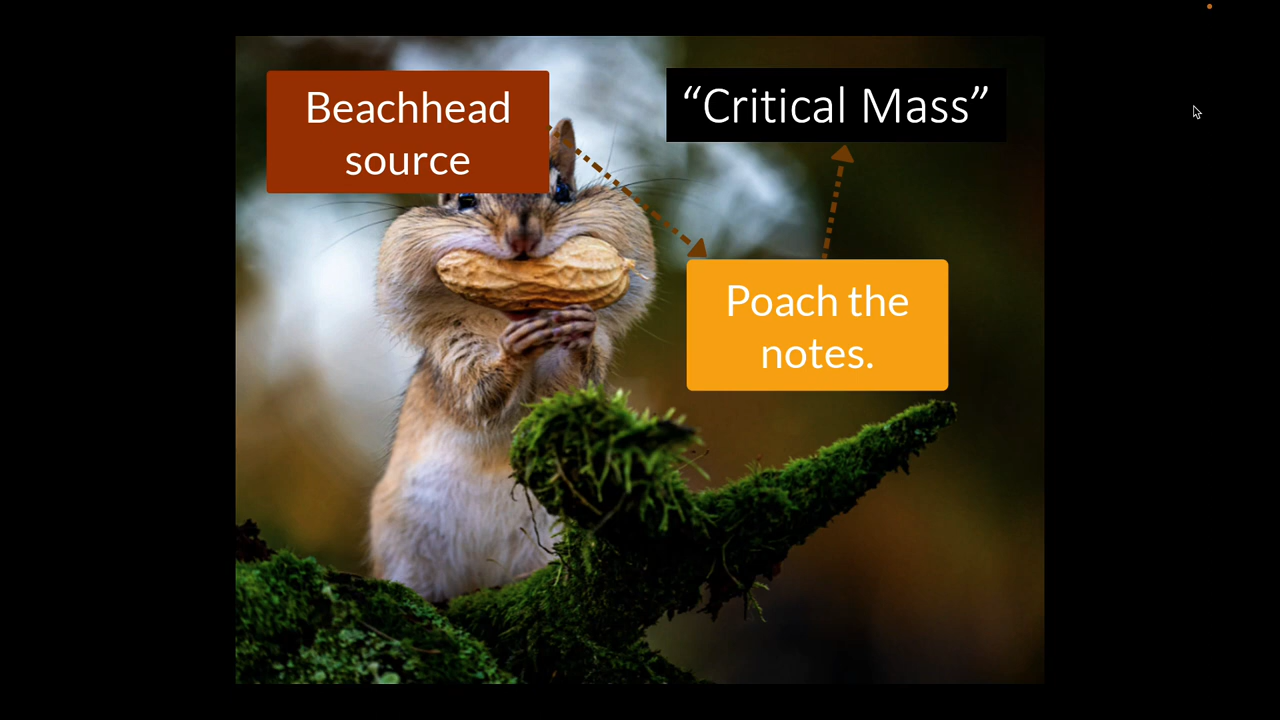 Beachhead
source
“Critical Mass”
Poach the
notes.